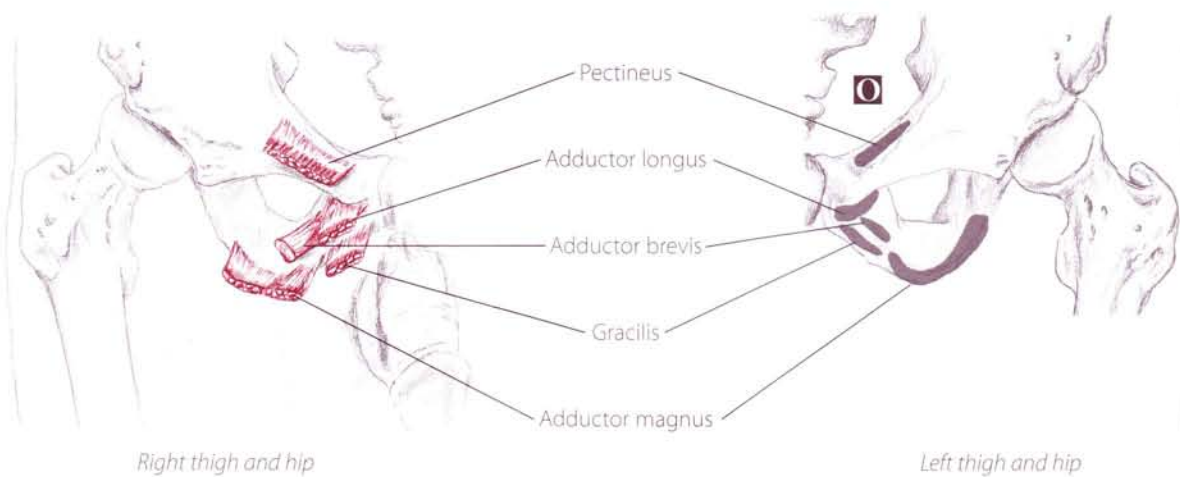 Pectineus
O
Adductor longus
Adductor brevis
Gracilis
Adductor magnus
Right thigh and hip
Left thigh and hip